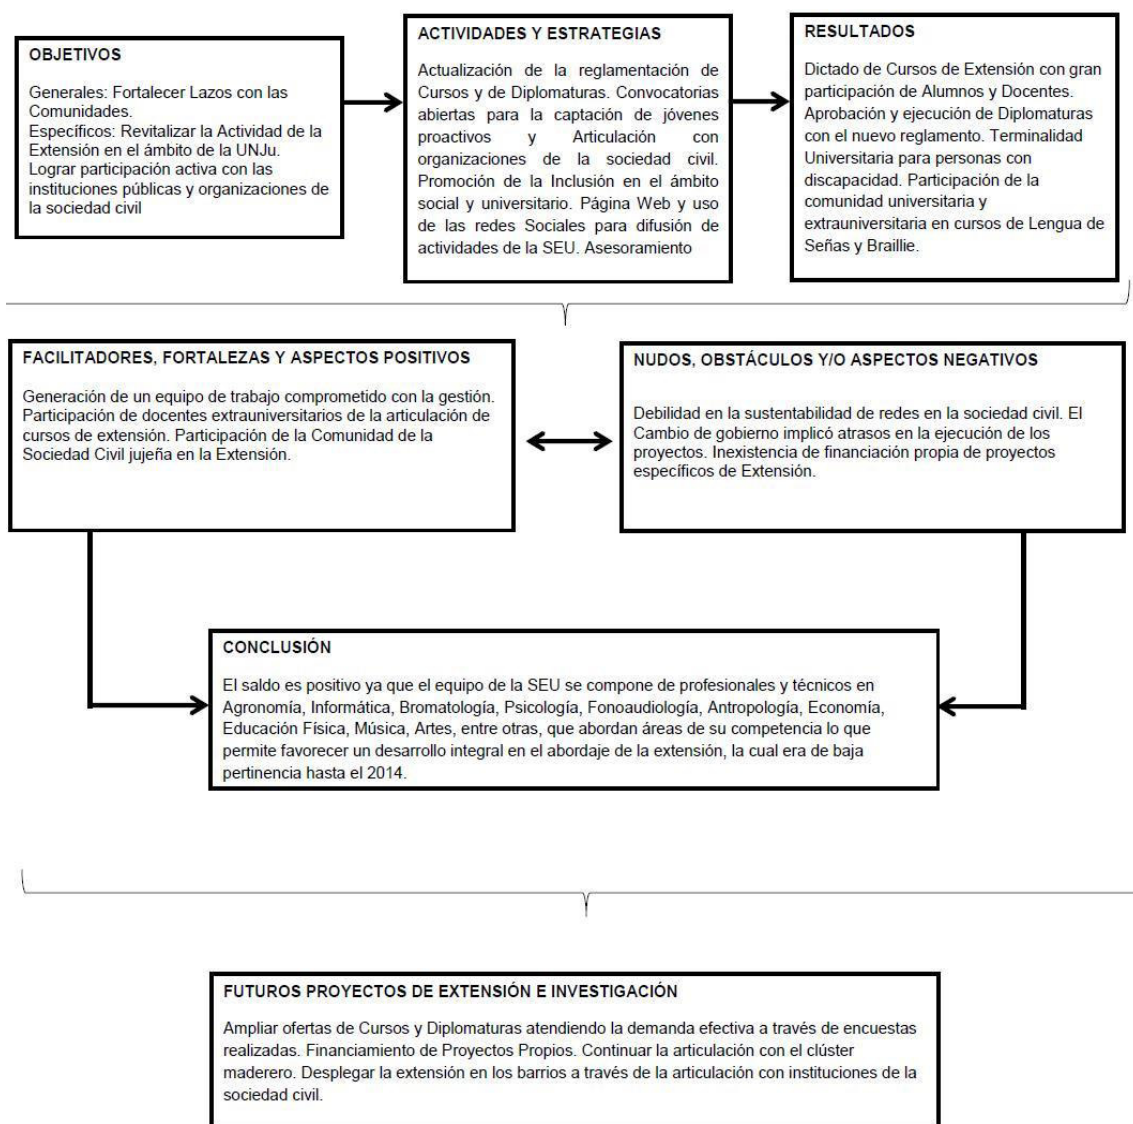 OBJETIVOS
Generales: Fortalecer Lazos con las
Comunidades.
Específicos: Revitalizar la Actividad de la
Extensión en el ámbito de la UNJu.
Lograr participación activa con las
instituciones públicas y organizaciones de
la sociedad civil
ACTIVIDADES Y ESTRATEGIAS
Actualización de la reglamentación de
Cursos y de Diplomaturas. Convocatorias
abiertas para la captación de jóvenes
proactivos y Articulación con
organizaciones de la sociedad civil.
Promoción de la Inclusión en el ámbito
social y universitario. Página Web y uso
de las redes Sociales para difusión de
actividades de la SEU. Asesoramiento
RESULTADOS
Dictado de Cursos de Extensión con gran
participación de Alumnos y Docentes.
Aprobación y ejecución de Diplomaturas
con el nuevo reglamento. Terminalidad
Universitaria para personas con
discapacidad. Participación de la
comunidad universitaria y
extrauniversitaria en cursos de Lengua de
Señas y Braillie.
FACILITADORES, FORTALEZAS Y ASPECTOS POSITIVOS
Generación de un equipo de trabajo comprometido con la gestión.
Participación de docentes extrauniversitarios de la articulación de
cursos de extensión. Participación de la Comunidad de la
Sociedad Civil jujeña en la Extensión.
NUDOS, OBSTÁCULOS Y/O ASPECTOS NEGATIVOS
Debilidad en la sustentabilidad de redes en la sociedad civil. El
Cambio de gobierno implicó atrasos en la ejecución de los
proyectos. Inexistencia de financiación propia de proyectos
específicos de Extensión.
CONCLUSIÓN
El saldo es positivo ya que el equipo de la SEU se compone de profesionales y técnicos en
Agronomía, Informática, Bromatología, Psicología, Fonoaudiología, Antropología, Economía,
Educación Física, Música, Artes, entre otras, que abordan áreas de su competencia lo que
permite favorecer un desarrollo integral en el abordaje de la extensión, la cual era de baja
pertinencia hasta el 2014.
FUTUROS PROYECTOS DE EXTENSIÓN E INVESTIGACIÓN
Ampliar ofertas de Cursos y Diplomaturas atendiendo la demanda efectiva a través de encuestas
realizadas. Financiamiento de Proyectos Propios. Continuar la articulación con el clúster
maderero. Desplegar la extensión en los barrios a través de la articulación con instituciones de la
sociedad civil.